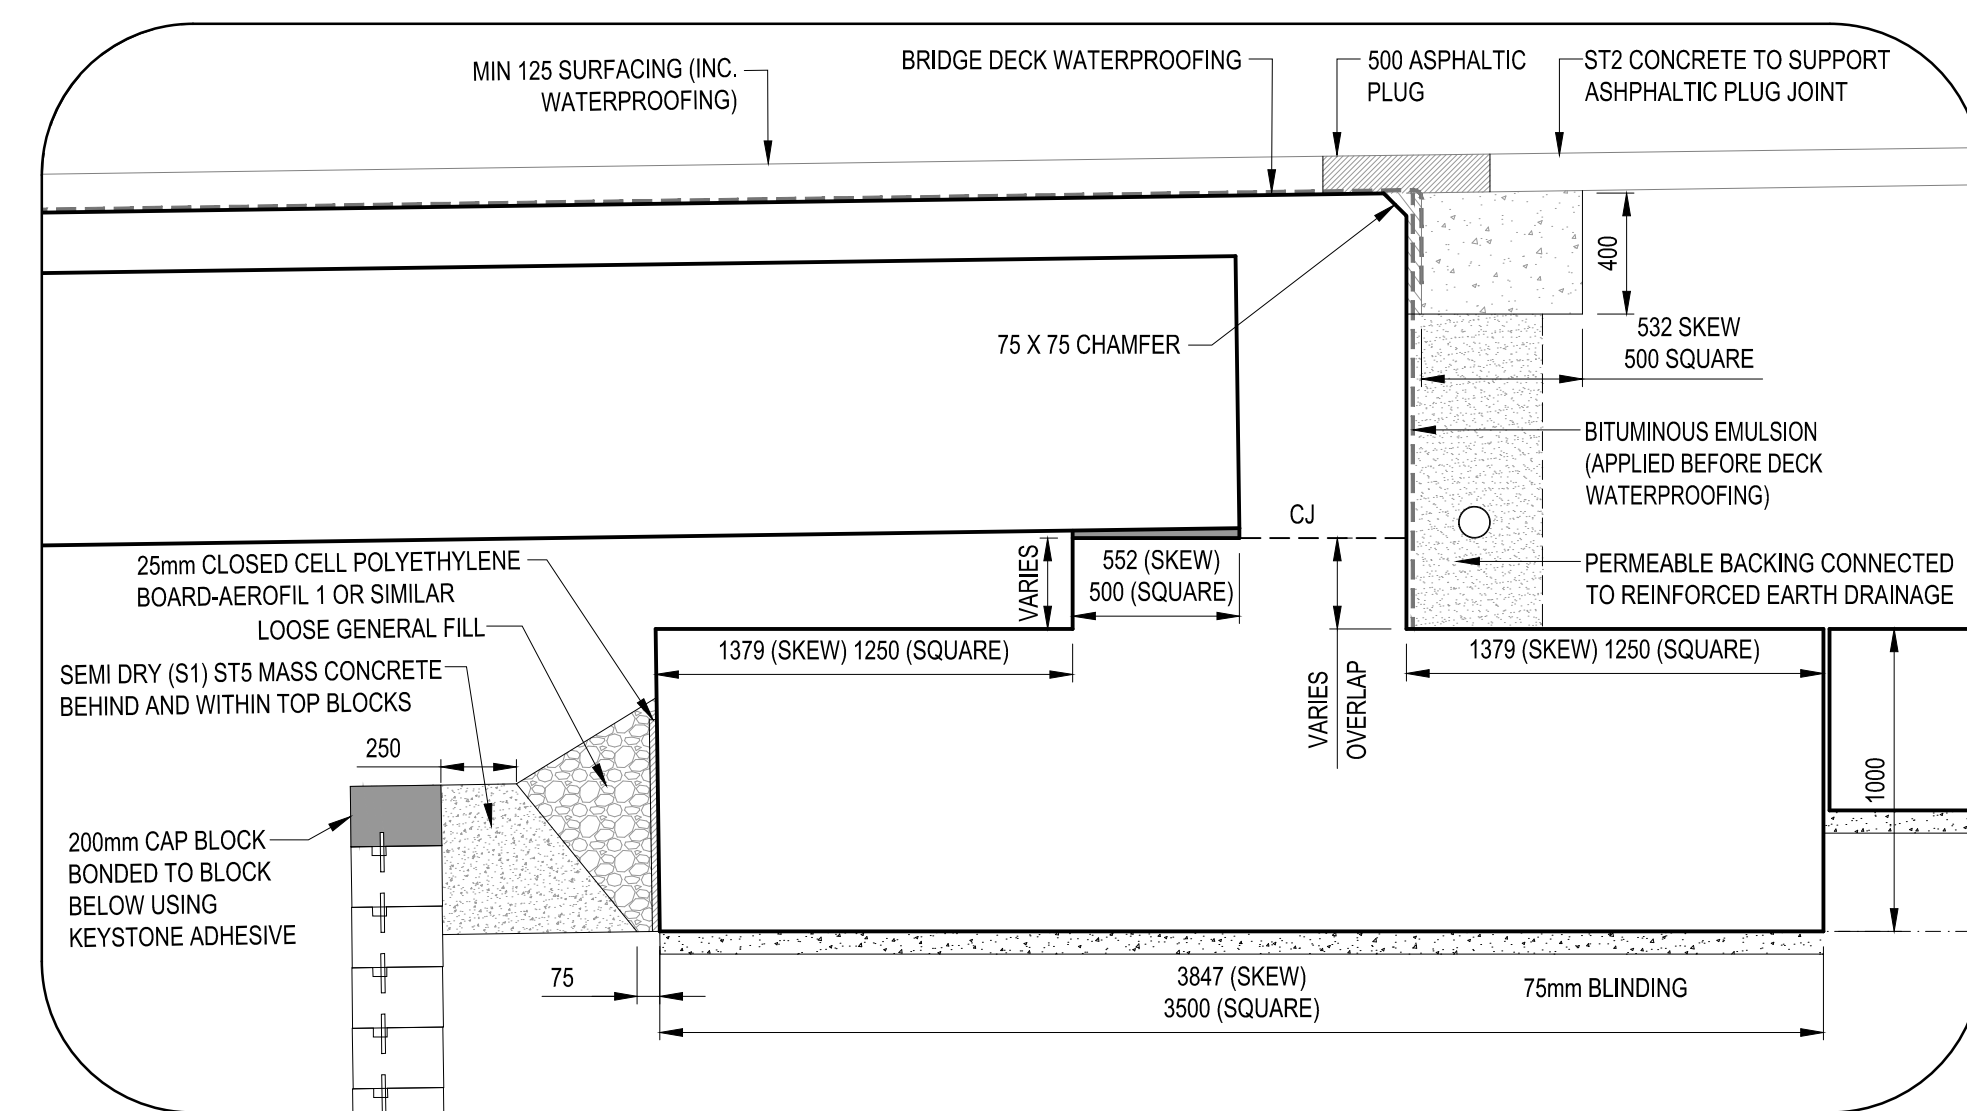 MIN 125 SURFACING (INC.
WATERPROOFING)
BRIDGE DECK WATERPROOFING
500 ASPHALTIC
PLUG
ST2 CONCRETE TO SUPPORT
ASHPHALTIC PLUG JOINT
400
75 X 75 CHAMFER
532 SKEW
500 SQUARE
BITUMINOUS EMULSION
(APPLIED BEFORE DECK
WATERPROOFING)
CJ
25mm CLOSED CELL POLYETHYLENE
BOARD-AEROFIL 1 OR SIMILAR
VARIES
552 (SKEW)
500 (SQUARE)
PERMEABLE BACKING CONNECTED
TO REINFORCED EARTH DRAINAGE
LOOSE GENERAL FILL
1379 (SKEW) 1250 (SQUARE)
1379 (SKEW) 1250 (SQUARE)
SEMI DRY (S1) ST5 MASS CONCRETE
BEHIND AND WITHIN TOP BLOCKS
VARIES
OVERLAP
250
1000
200mm CAP BLOCK
BONDED TO BLOCK
BELOW USING
KEYSTONE ADHESIVE
75
3847 (SKEW)
3500 (SQUARE)
75mm BLINDING